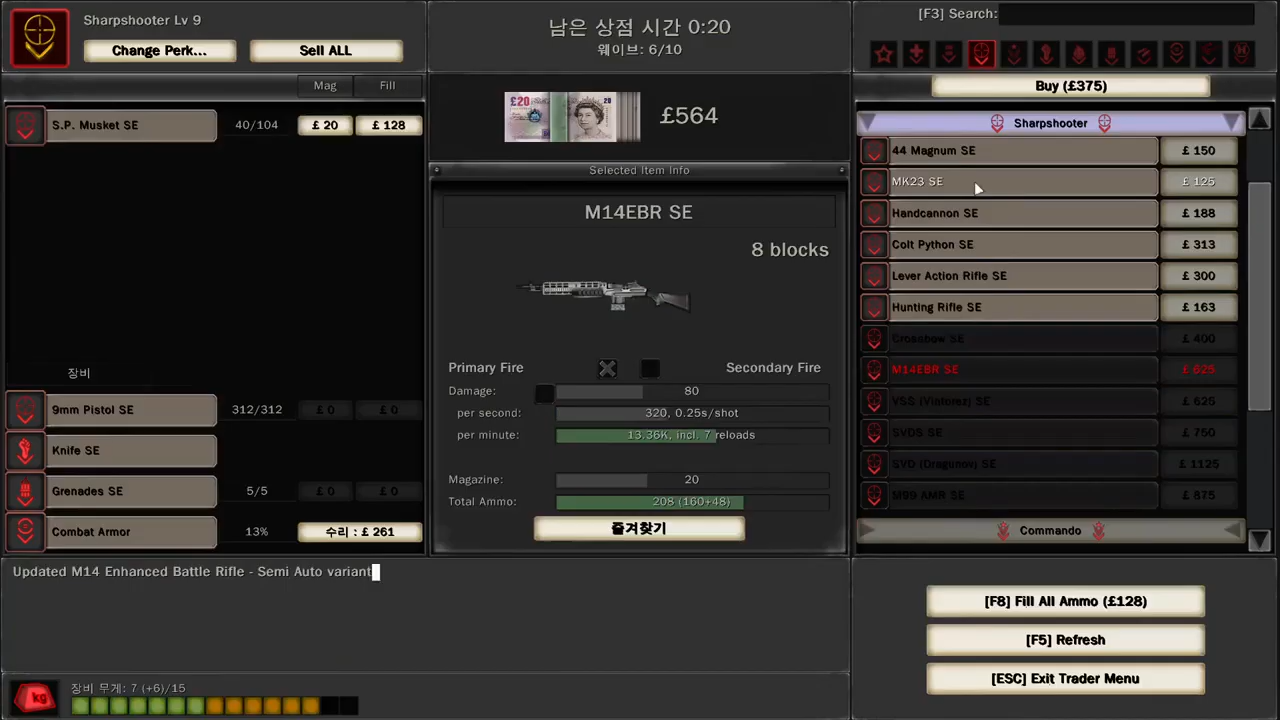 Sharpshooter Lv 9
Change Perk...
Sell ALL
Mag
Fill
S.P. Musket SE
40/104
£ 20
£ 128
장비
9mm Pistol SE
312/312
£ 0
£ 0
Knife SE
Grenades SE
5/5
£ 0
£ 0
Combat Armor
13%
수리 : £ 261
남은 상점 시간 0:20
웨이브: 6/10
£20
20
£564
Selected Item Info
M14EBR SE
8 blocks
Primary Fire
Secondary Fire
Damage:
80
per second:
320, 0.25s/shot
per minute:
13.36K, incl. 7 reloads
Magazine:
20
Total Ammo:
208 (160+48)
즐겨찾기
[F3] Search:
Buy (£375)
Sharpshooter
44 Magnum SE
£ 150
MK23 SE
£ 125
Handcannon SE
£ 188
Colt Python SE
£ 313
Lever Action Rifle SE
£ 300
Hunting Rifle SE
£ 163
Crossbow SE
£ 400
M14EBR SE
£ 625
VSS (Vintorez) SE
£ 625
SVDS SE
£ 750
SVD (Dragunov) SE
£ 1125
M99 AMR SE
£ 875
Commando
Updated M14 Enhanced Battle Rifle - Semi Auto variant
[F8] Fill All Ammo (£128)
[F5] Refresh
[ESC] Exit Trader Menu
kg
장비 무게: 7 (+6)/15